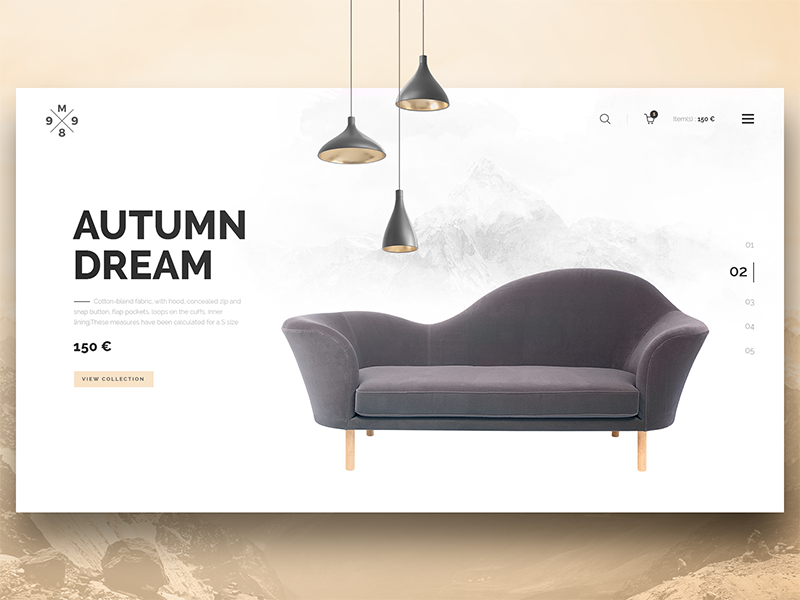 M
9 9
8
1
Item(s) : 150 €
AUTUMN
DREAM
Cotton-blend fabric, with hood, concealed zip and
snap button, flap pockets, loops on the cuffs, inner
lining.These measures have been calculated for a S size
150 €
VIEW COLLECTION
01
02
03
04
05